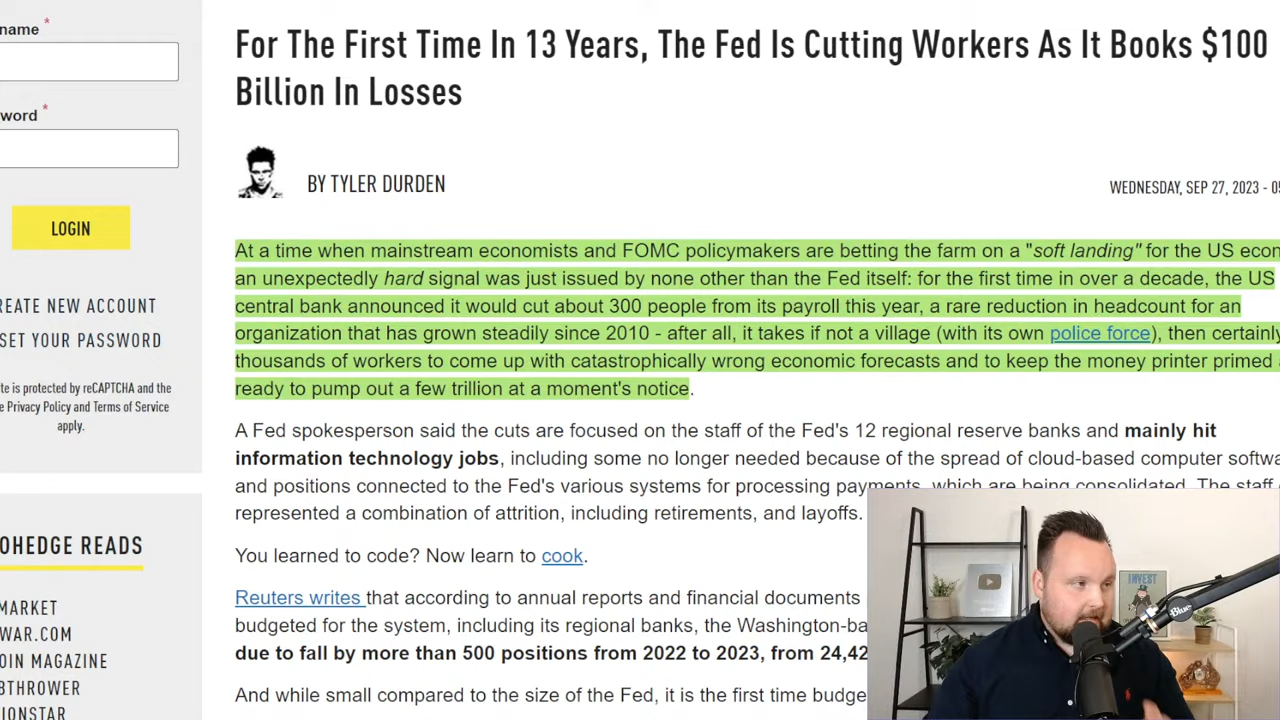 name *
word *
LOGIN
REATE NEW ACCOUNT
SET YOUR PASSWORD
te is protected by reCAPTCHA and the
e Privacy Policy and Terms of Service
apply.
OHEDGE READS
MARKET
WAR.COM
OIN MAGAZINE
BTHROWER
IONSTAR
For The First Time In 13 Years, The Fed Is Cutting Workers As It Books $100
Billion In Losses
BY TYLER DURDEN
WEDNESDAY, SEP 27, 2023 - 0
At a time when mainstream economists and FOMC policymakers are betting the farm on a "soft landing" for the US econ
an unexpectedly hard signal was just issued by none other than the Fed itself: for the first time in over a decade, the US
central bank announced it would cut about 300 people from its payroll this year, a rare reduction in headcount for an
organization that has grown steadily since 2010 - after all, it takes if not a village (with its own police force), then certainly
thousands of workers to come up with catastrophically wrong economic forecasts and to keep the money printer primed
ready to pump out a few trillion at a moment's notice.
A Fed spokesperson said the cuts are focused on the staff of the Fed's 12 regional reserve banks and mainly hit
information technology jobs, including some no longer needed because of the spread of cloud-based computer softwa
and positions connected to the Fed's various systems for processing payments, which are being consolidated. The staff
represented a combination of attrition, including retirements, and layoffs.
You learned to code? Now learn to cook.
Reuters writes that according to annual reports and financial documents
budgeted for the system, including its regional banks, the Washington-ba
due to fall by more than 500 positions from 2022 to 2023, from 24,42
And while small compared to the size of the Fed, it is the first time budge
INVEST
Blue